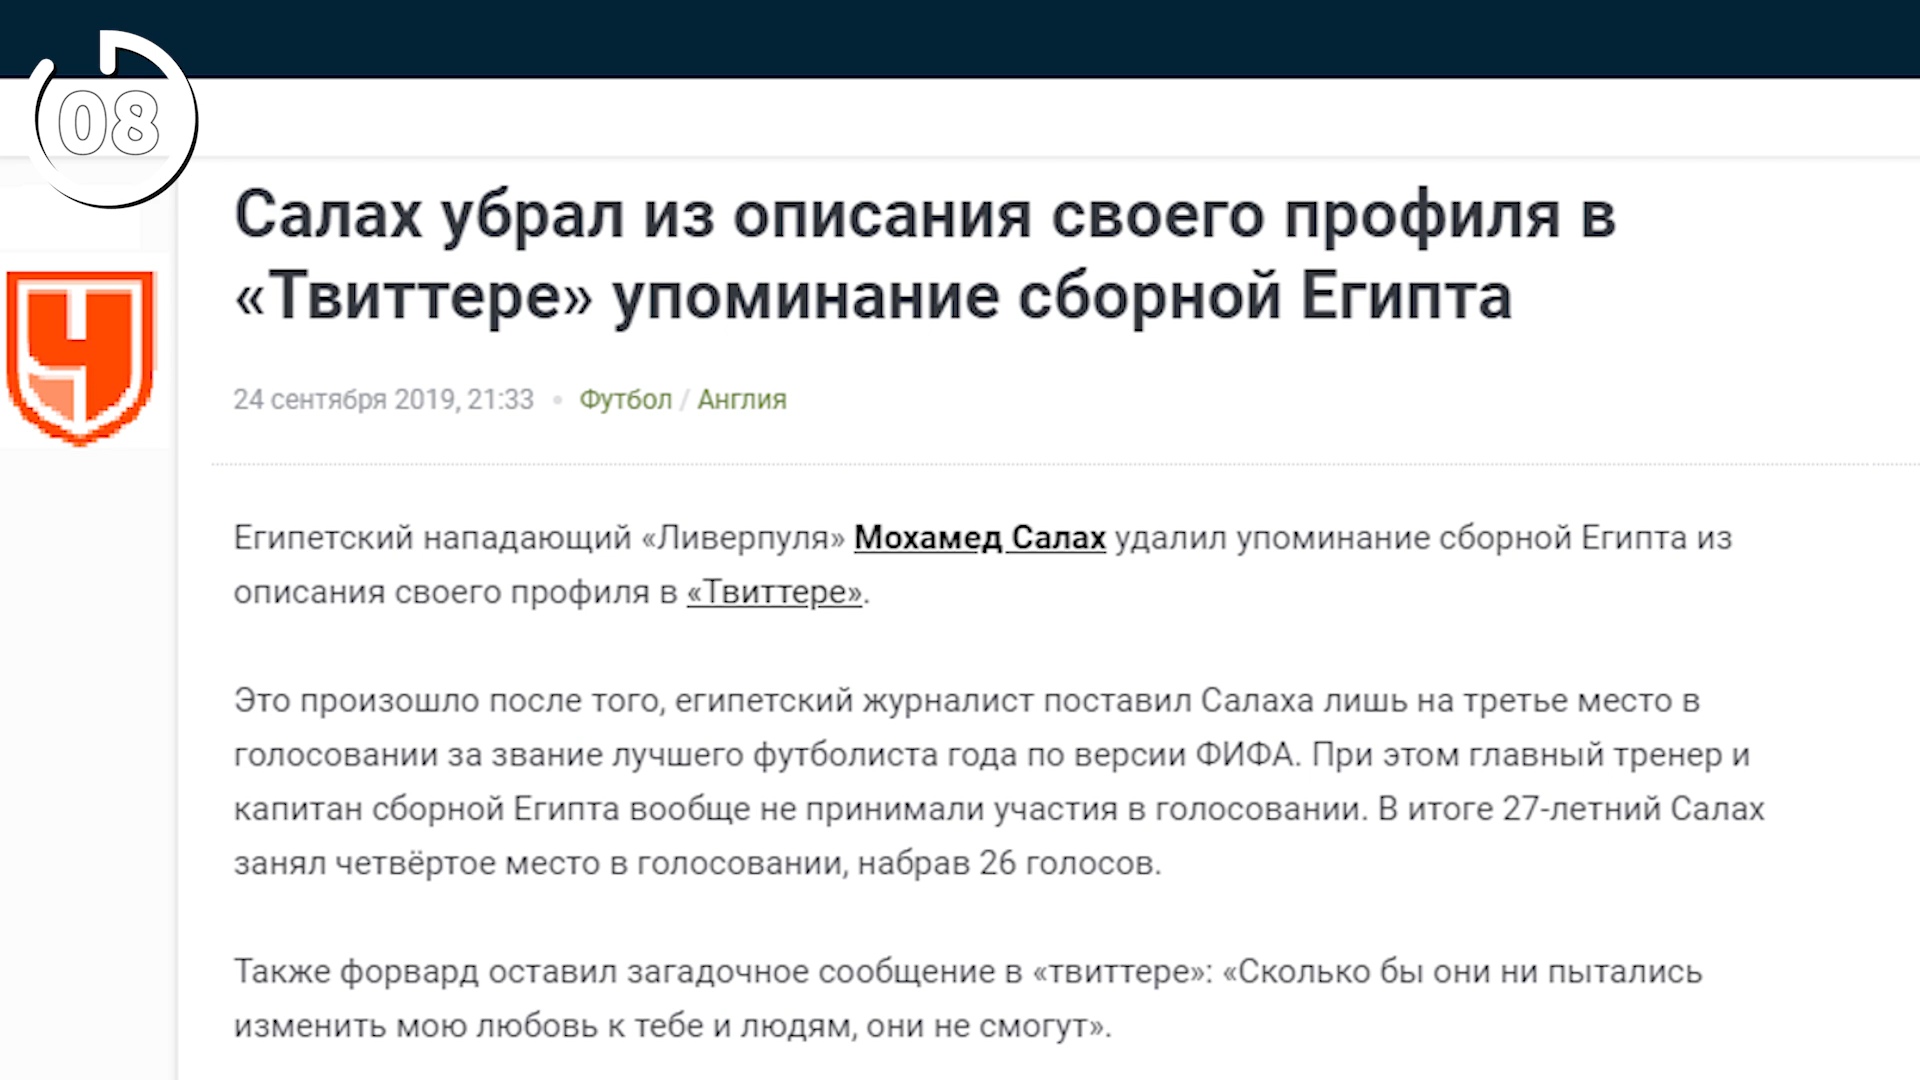 08
Салах убрал из описания своего профиля в
«Твиттере» упоминание сборной Египта
24 сентября 2019, 21:33 • Футбол / Англия
Ч
Египетский нападающий «Ливерпуля» Мохамед Салах удалил упоминание сборной Египта из
описания своего профиля в «Твиттере».
Это произошло после того, египетский журналист поставил Салаха лишь на третье место в
голосовании за звание лучшего футболиста года по версии ФИФА. При этом главный тренер и
капитан сборной Египта вообще не принимали участия в голосовании. В итоге 27-летний Салах
занял четвёртое место в голосовании, набрав 26 голосов.
Также форвард оставил загадочное сообщение в «твиттере»: «Сколько бы они ни пытались
изменить мою любовь к тебе и людям, они не смогут».